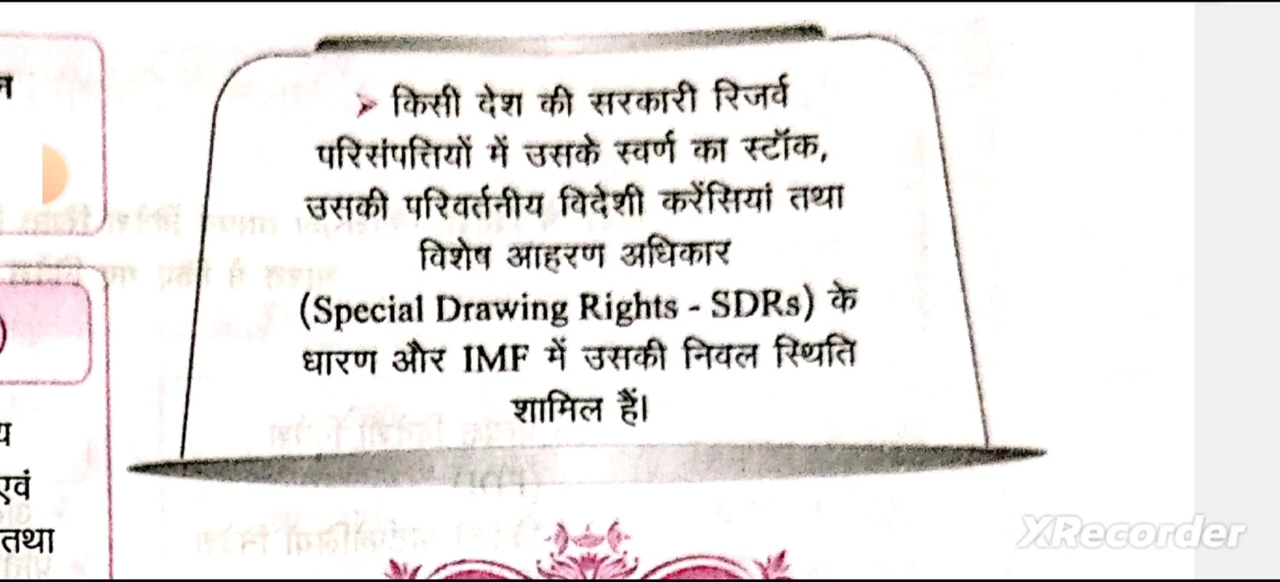 ➤ किसी देश की सरकारी रिजर्व
परिसंपत्तियों में उसके स्वर्ण का स्टॉक,
उसकी परिवर्तनीय विदेशी करेंसियां तथा
विशेष आहरण अधिकार
(Special Drawing Rights - SDRs) के
धारण और IMF में उसकी निवल स्थिति
शामिल हैं।
एवं
तथा
XRecorder